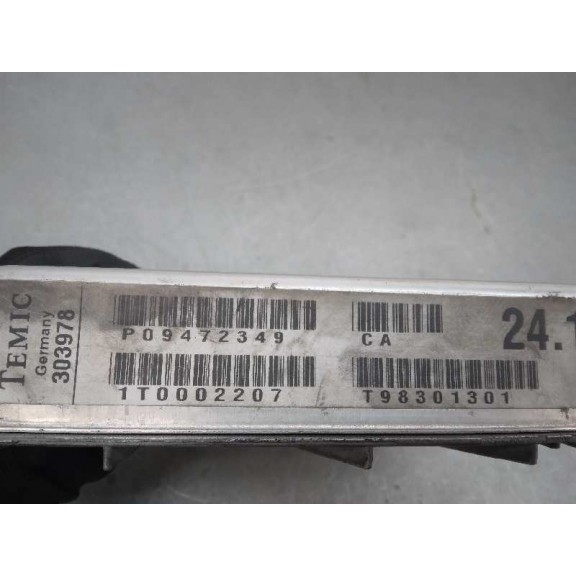 TEMIC
Germany
303978
P09472349
CA
24.1
1T0002207
T98301301